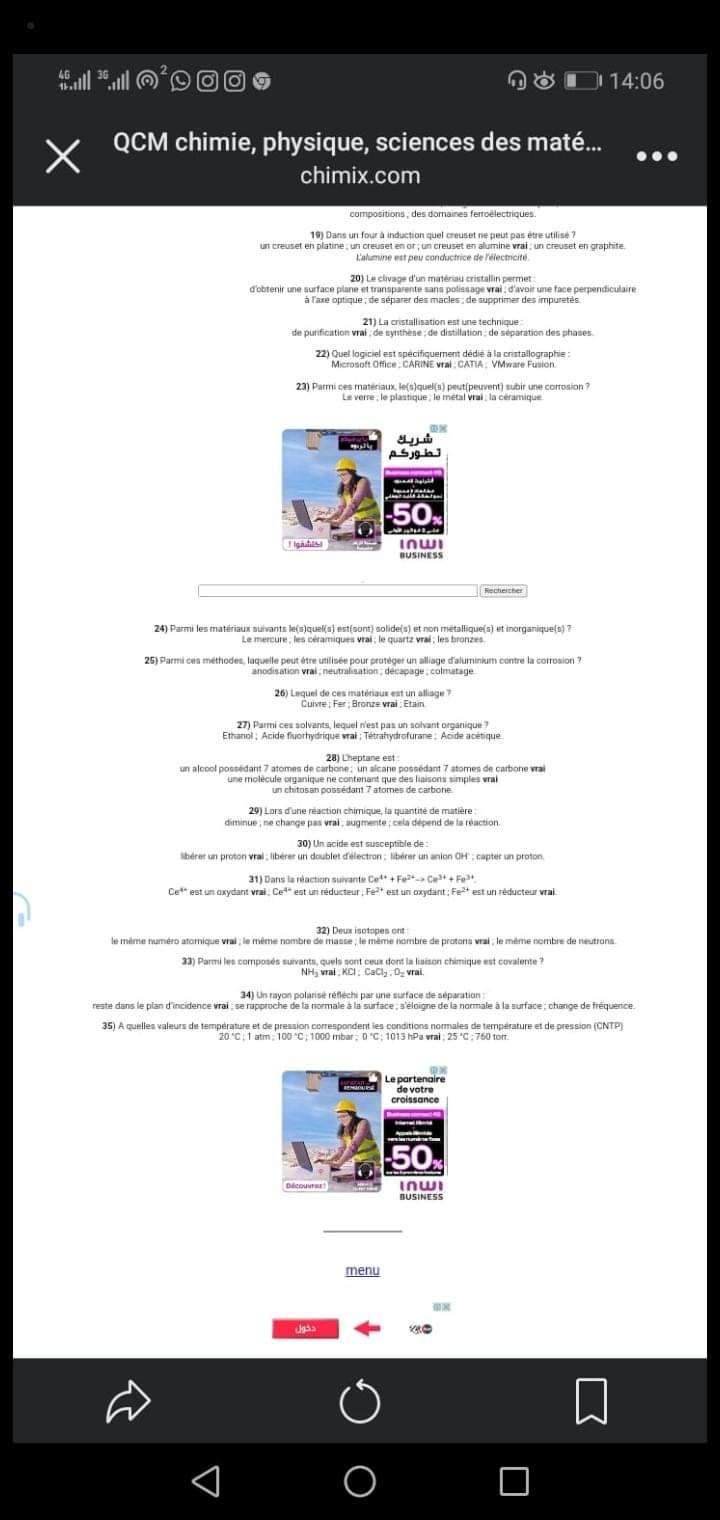 4G 3G 2 14:06
QCM chimie, physique, sciences des maté...
chimix.com
compositions ; des domaines ferroélectriques.
19) Dans un four à induction quel creuset ne peut pas être utilisé ?
un creuset en platine ; un creuset en or ; un creuset en alumine vrai ; un creuset en graphite.
L'alumine est peu conductrice de l'électricité.
20) Le clivage d'un matériau cristallin permet :
d'obtenir une surface plane et transparente sans polissage vrai ; d'avoir une face perpendiculaire
à l'axe optique ; de séparer des macles ; de supprimer des impuretés.
21) La cristallisation est une technique :
de purification vrai ; de synthèse ; de distillation ; de séparation des phases.
22) Quel logiciel est spécifiquement dédié à la cristallographie :
Microsoft Office ; CARINE vrai ; CATIA ; VMware Fusion.
23) Parmi ces matériaux, le(s)quel(s) peut(peuvent) subir une corrosion ?
Le verre ; le plastique ; le métal vrai ; la céramique.
شريك
تطوركم
Business connect 4G
-50%
اكتشفوا !
inwi
BUSINESS
Rechercher
24) Parmi les matériaux suivants le(s)quel(s) est(sont) solide(s) et non métallique(s) et inorganique(s) ?
Le mercure ; les céramiques vrai ; le quartz vrai ; les bronzes.
25) Parmi ces méthodes, laquelle peut être utilisée pour protéger un alliage d'aluminium contre la corrosion ?
anodisation vrai ; neutralisation ; décapage ; colmatage.
26) Lequel de ces matériaux est un alliage ?
Cuivre ; Fer ; Bronze vrai ; Etain.
27) Parmi ces solvants, lequel n'est pas un solvant organique ?
Ethanol ; Acide fluorhydrique vrai ; Tétrahydrofurane ; Acide acétique.
28) L'heptane est :
un alcool possédant 7 atomes de carbone ; un alcane possédant 7 atomes de carbone vrai
une molécule organique ne contenant que des liaisons simples vrai
un chitosan possédant 7 atomes de carbone.
29) Lors d'une réaction chimique, la quantité de matière :
diminue ; ne change pas vrai ; augmente ; cela dépend de la réaction.
30) Un acide est susceptible de :
libérer un proton vrai ; libérer un doublet d'électron ; libérer un anion OH⁻ ; capter un proton.
31) Dans la réaction suivante Ce⁴⁺ + Fe²⁺-> Ce³⁺ + Fe³⁺.
Ce⁴⁺ est un oxydant vrai ; Ce⁴⁺ est un réducteur ; Fe²⁺ est un oxydant ; Fe²⁺ est un réducteur vrai.
32) Deux isotopes ont :
le même numéro atomique vrai ; le même nombre de masse ; le même nombre de protons vrai ; le même nombre de neutrons.
33) Parmi les composés suivants, quels sont ceux dont la liaison chimique est covalente ?
NH₃ vrai ; KCl ; CaCl₂ ; O₂ vrai.
34) Un rayon polarisé réfléchi par une surface de séparation :
reste dans le plan d'incidence vrai ; se rapproche de la normale à la surface ; s'éloigne de la normale à la surface ; change de fréquence.
35) A quelles valeurs de température et de pression correspondent les conditions normales de température et de pression (CNTP)
20 °C ; 1 atm ; 100 °C ; 1000 mbar ; 0 °C ; 1013 hPa vrai ; 25 °C ; 760 torr.
Le partenaire
de votre
croissance
Business connect 4G
Internet illimité
-50%
Découvrez !
inwi
BUSINESS
menu
دخول